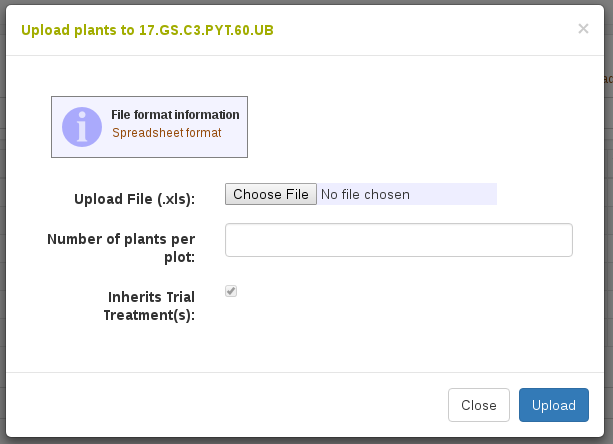 Upload plants to 17.GS.C3.PYT.60.UB
×
File format information
Spreadsheet format
Upload File (.xls):
Choose File No file chosen
Number of plants per
plot:
Inherits Trial
Treatment(s):
Close Upload